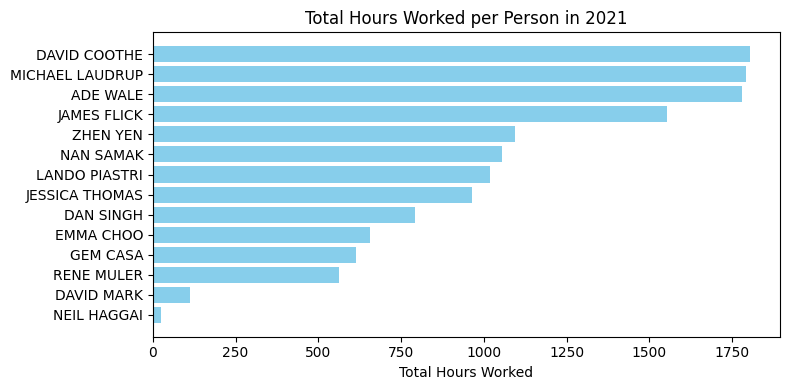 Total Hours Worked per Person in 2021
DAVID COOTHE
MICHAEL LAUDRUP
ADE WALE
JAMES FLICK
ZHEN YEN
NAN SAMAK
LANDO PIASTRI
JESSICA THOMAS
DAN SINGH
EMMA CHOO
GEM CASA
RENE MULER
DAVID MARK
NEIL HAGGAI
0 250 500 750 1000 1250 1500 1750
Total Hours Worked